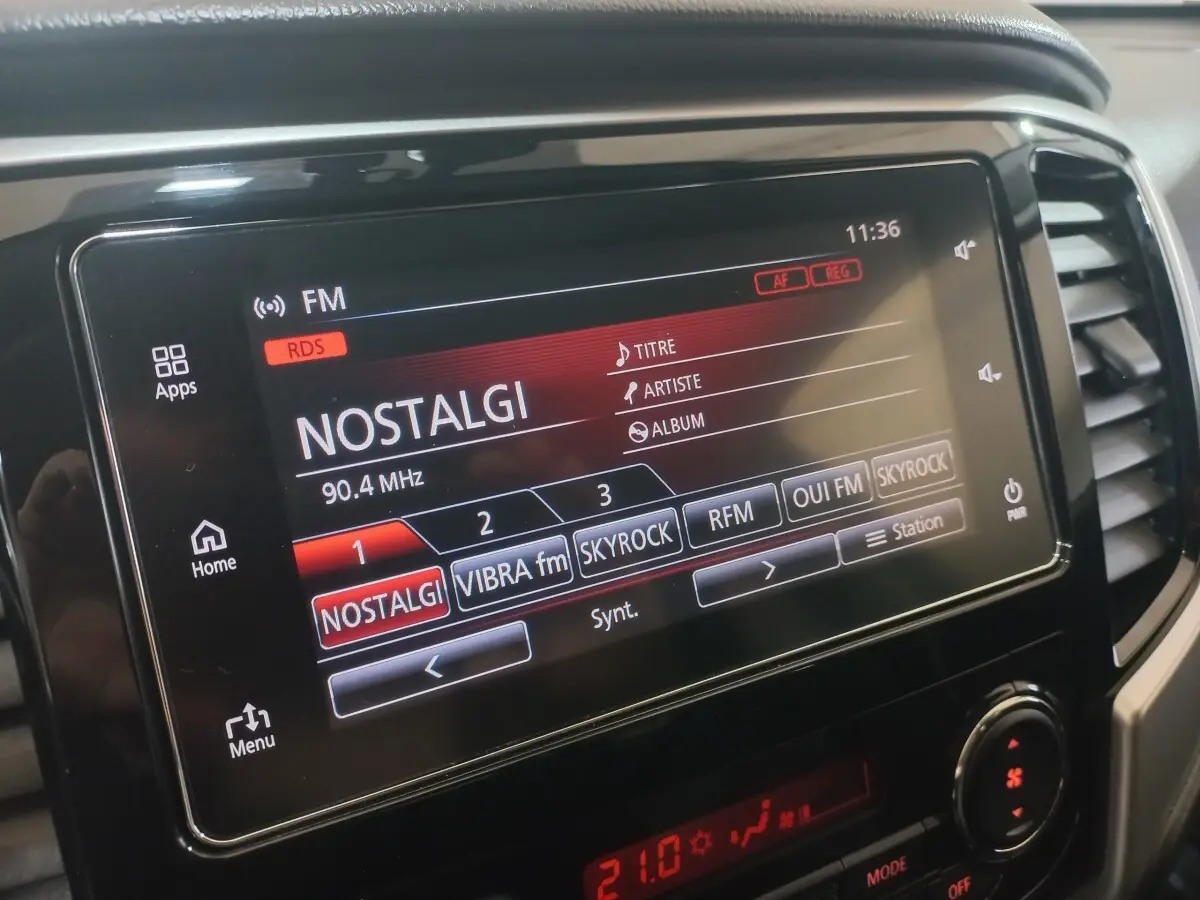 11:36
FM
AF REG
RDS
TITRE
NOSTALGI
ARTISTE
ALBUM
90.4 MHz
Apps
1 2 3
NOSTALGI VIBRA fm SKYROCK RFM OUI FM SKYROCK
< Synt. > Station
PWR
Home
Menu
21.0
MODE
OFF